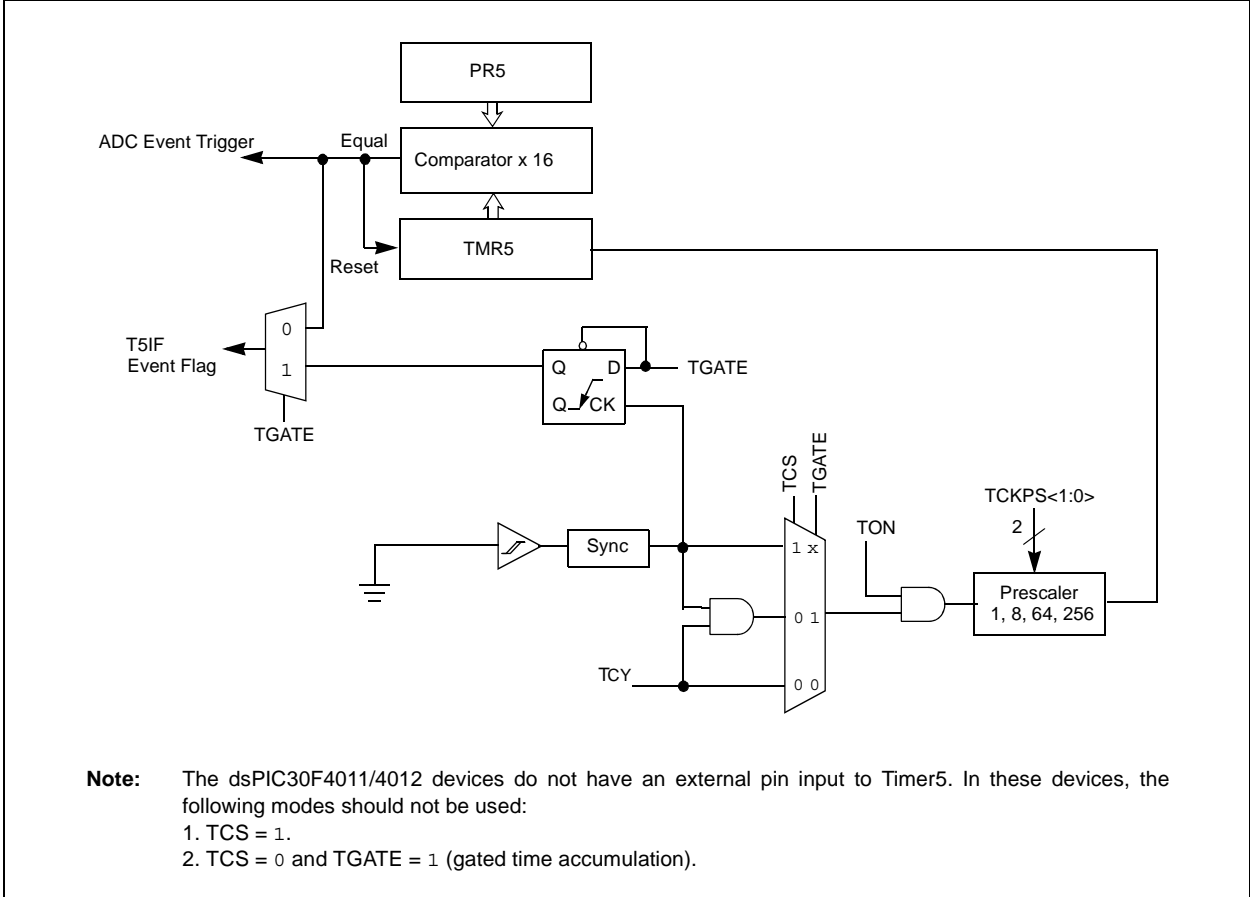 PR5
ADC Event Trigger
Equal
Comparator x 16
TMR5
Reset
0
T5IF
Event Flag
1
TGATE
Q
D
TGATE
Q
CK
TCS
TGATE
TCKPS<1:0>
2
TON
Sync
1 x
Prescaler
1, 8, 64, 256
0 1
TCY
0 0
Note: The dsPIC30F4011/4012 devices do not have an external pin input to Timer5. In these devices, the
following modes should not be used:
1. TCS = 1.
2. TCS = 0 and TGATE = 1 (gated time accumulation).